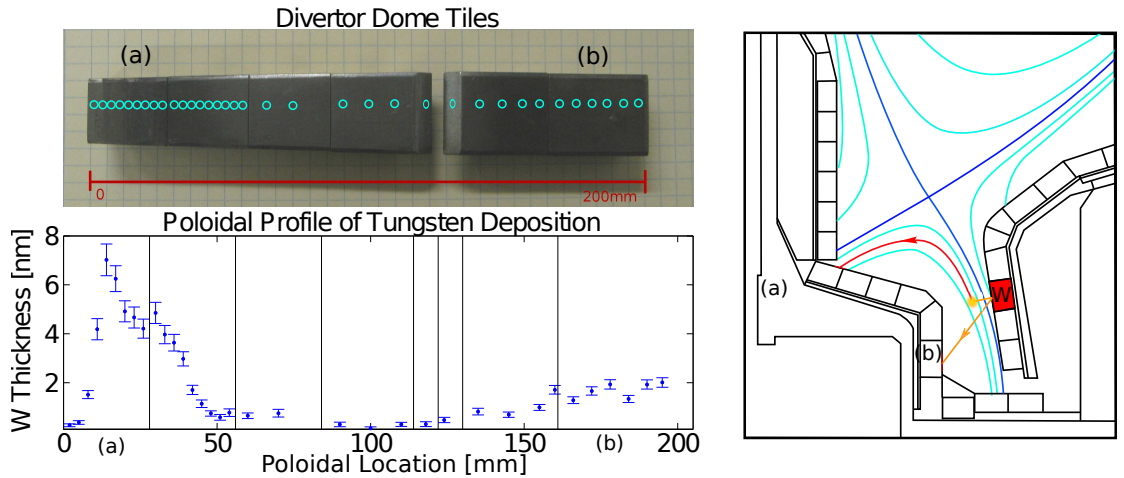 Divertor Dome Tiles
(a)
(b)
0
200mm
Poloidal Profile of Tungsten Deposition
W Thickness [nm]
8
6
4
2
0
50
100
150
200
(a)
(b)
Poloidal Location [mm]
(a)
(b)
W